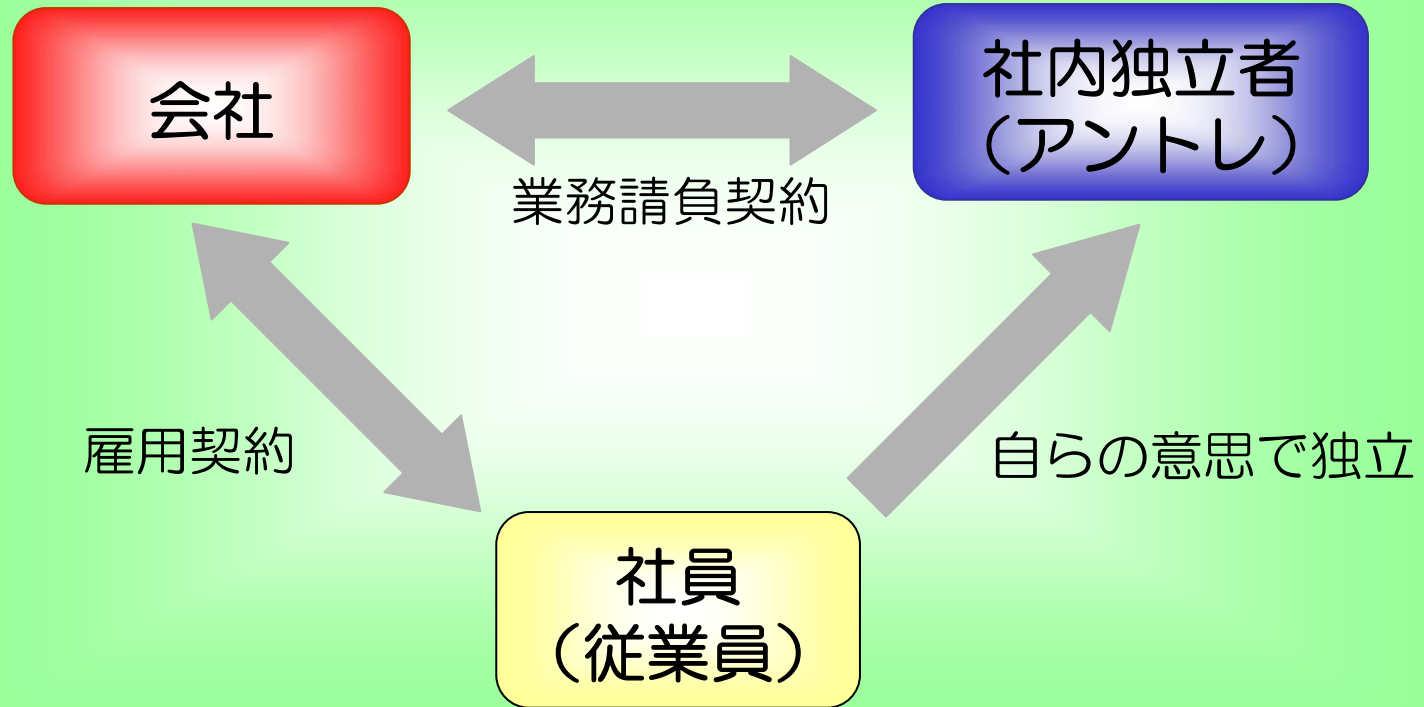 会社
社内独立者
（アントレ）
業務請負契約
雇用契約
自らの意思で独立
社員
（従業員）